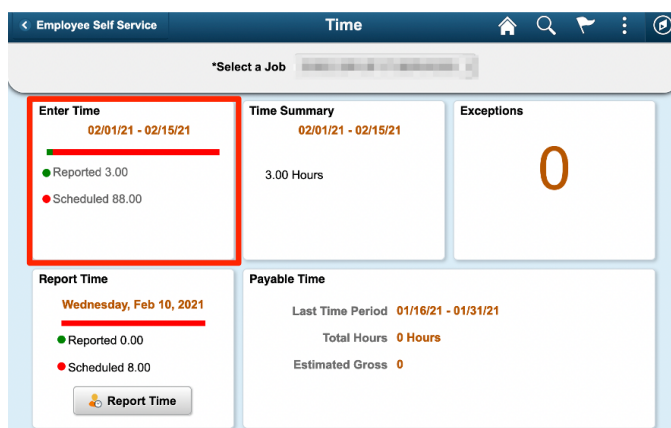 Employee Self Service
Time
*Select a Job
Enter Time
02/01/21 - 02/15/21
Reported 3.00
Scheduled 88.00
Time Summary
02/01/21 - 02/15/21
3.00 Hours
Exceptions
0
Report Time
Wednesday, Feb 10, 2021
Reported 0.00
Scheduled 8.00
Report Time
Payable Time
Last Time Period 01/16/21 - 01/31/21
Total Hours 0 Hours
Estimated Gross 0